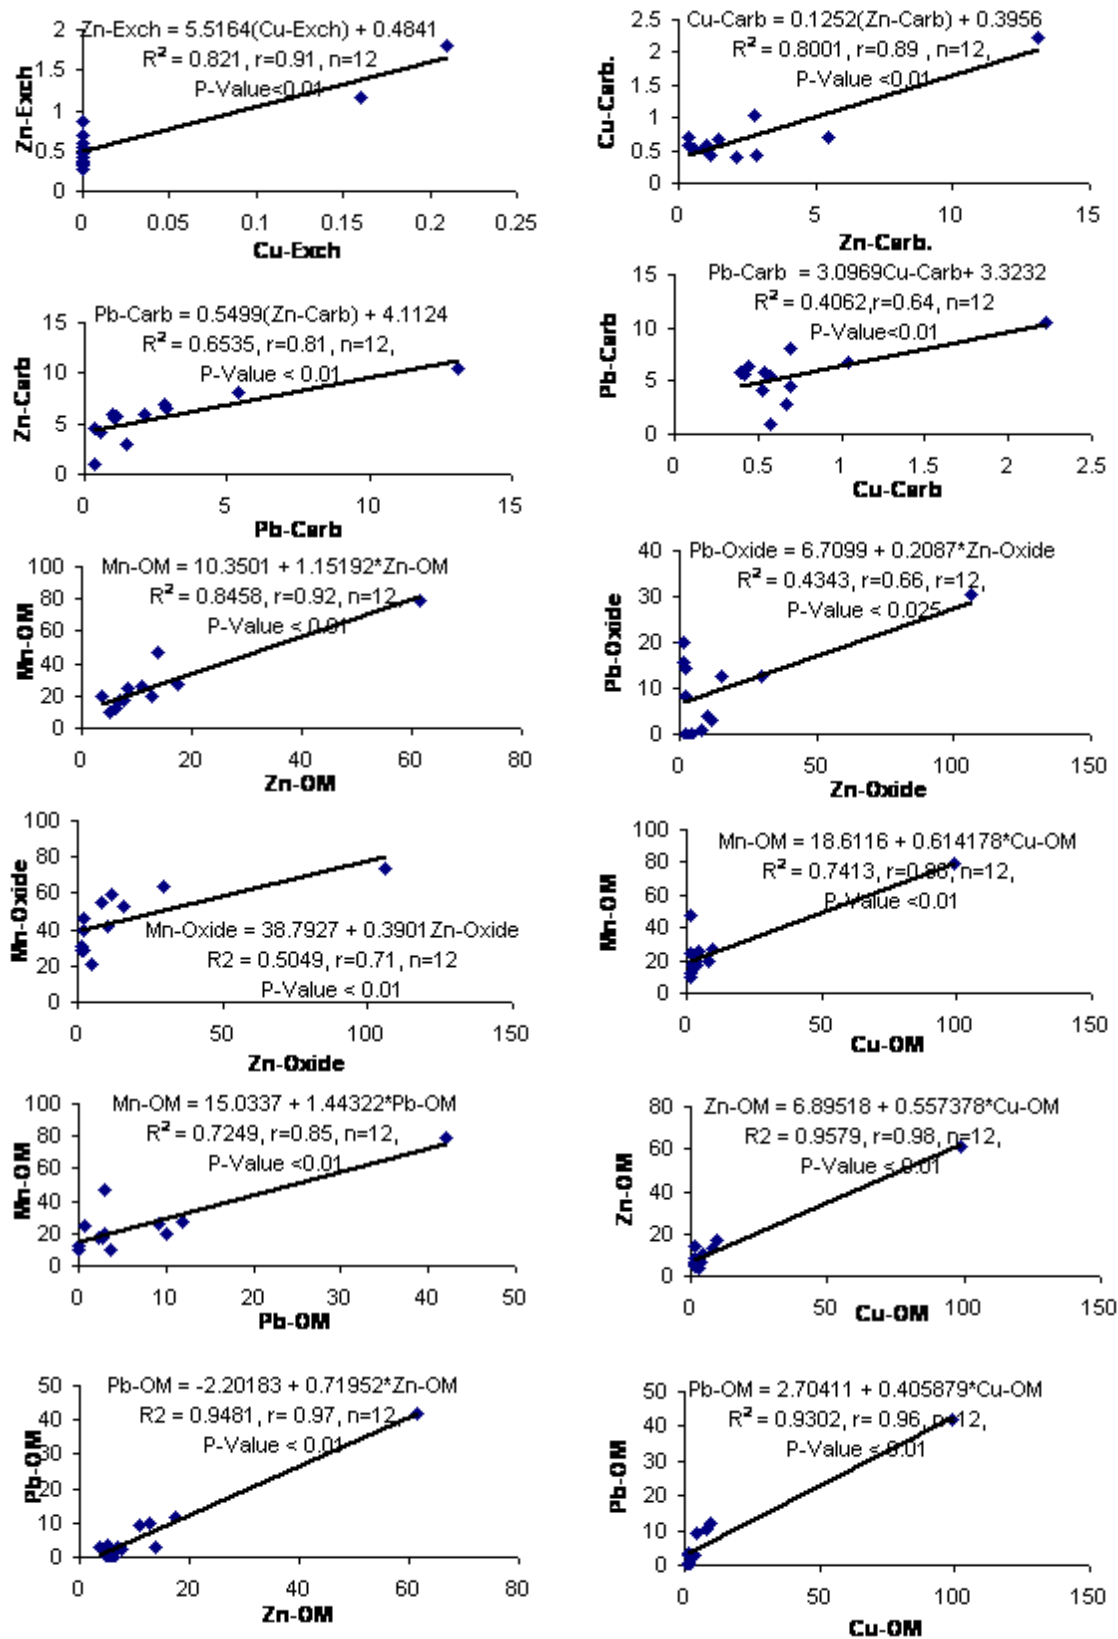 Zn-Exch = 5.5164(Cu-Exch) + 0.4841
R² = 0.821, r=0.91, n=12
P-Value<0.01
Zn-Exch
2
1.5
1
0.5
0
0 0.05 0.1 0.15 0.2 0.25
Cu-Exch
Cu-Carb = 0.1252(Zn-Carb) + 0.3956
R² = 0.8001, r=0.89 , n=12,
P-Value<0.01
Cu-Carb.
2.5
2
1.5
1
0.5
0
0 5 10 15
Zn-Carb.
Pb-Carb = 0.5499(Zn-Carb) + 4.1124
R² = 0.6535, r=0.81, n=12,
P-Value < 0.01
Zn-Carb
15
10
5
0
0 5 10 15
Pb-Carb
Pb-Carb = 3.0969Cu-Carb+ 3.3232
R² = 0.4062,r=0.64, n=12
P-Value<0.01
Pb-Carb
15
10
5
0
0 0.5 1 1.5 2 2.5
Cu-Carb
Mn-OM = 10.3501 + 1.15192*Zn-OM
R² = 0.8458, r=0.92, n=12,
P-Value < 0.01
Mn-OM
100
80
60
40
20
0
0 20 40 60 80
Zn-OM
Pb-Oxide = 6.7099 + 0.2087*Zn-Oxide
R² = 0.4343, r=0.66, r=12,
P-Value < 0.025
Pb-Oxide
40
30
20
10
0
0 50 100 150
Zn-Oxide
Mn-Oxide
100
80
60
40
20
0
Mn-Oxide = 38.7927 + 0.3901Zn-Oxide
R2 = 0.5049, r=0.71, n=12
P-Value < 0.01
0 50 100 150
Zn-Oxide
Mn-OM = 18.6116 + 0.614178*Cu-OM
R² = 0.7413, n=12,
P-Value <0.01
Mn-OM
100
80
60
40
20
0
0 50 100 150
Cu-OM
Mn-OM = 15.0337 + 1.44322*Pb-OM
R² = 0.7249, r=0.85, n=12,
P-Value <0.01
Mn-OM
100
80
60
40
20
0
0 10 20 30 40 50
Pb-OM
Zn-OM = 6.89518 + 0.557378*Cu-OM
R2 = 0.9579, r=0.98, n=12,
P-Value < 0.01
Zn-OM
80
60
40
20
0
0 50 100 150
Cu-OM
Pb-OM = -2.20183 + 0.71952*Zn-OM
R2 = 0.9481, r= 0.97, n=12,
P-Value < 0.01
Pb-OM
50
40
30
20
10
0
0 20 40 60 80
Zn-OM
Pb-OM = 2.70411 + 0.405879*Cu-OM
R² = 0.9302, r= 0.96, n=12,
P-Value < 0.01
Pb-OM
50
40
30
20
10
0
0 50 100 150
Cu-OM